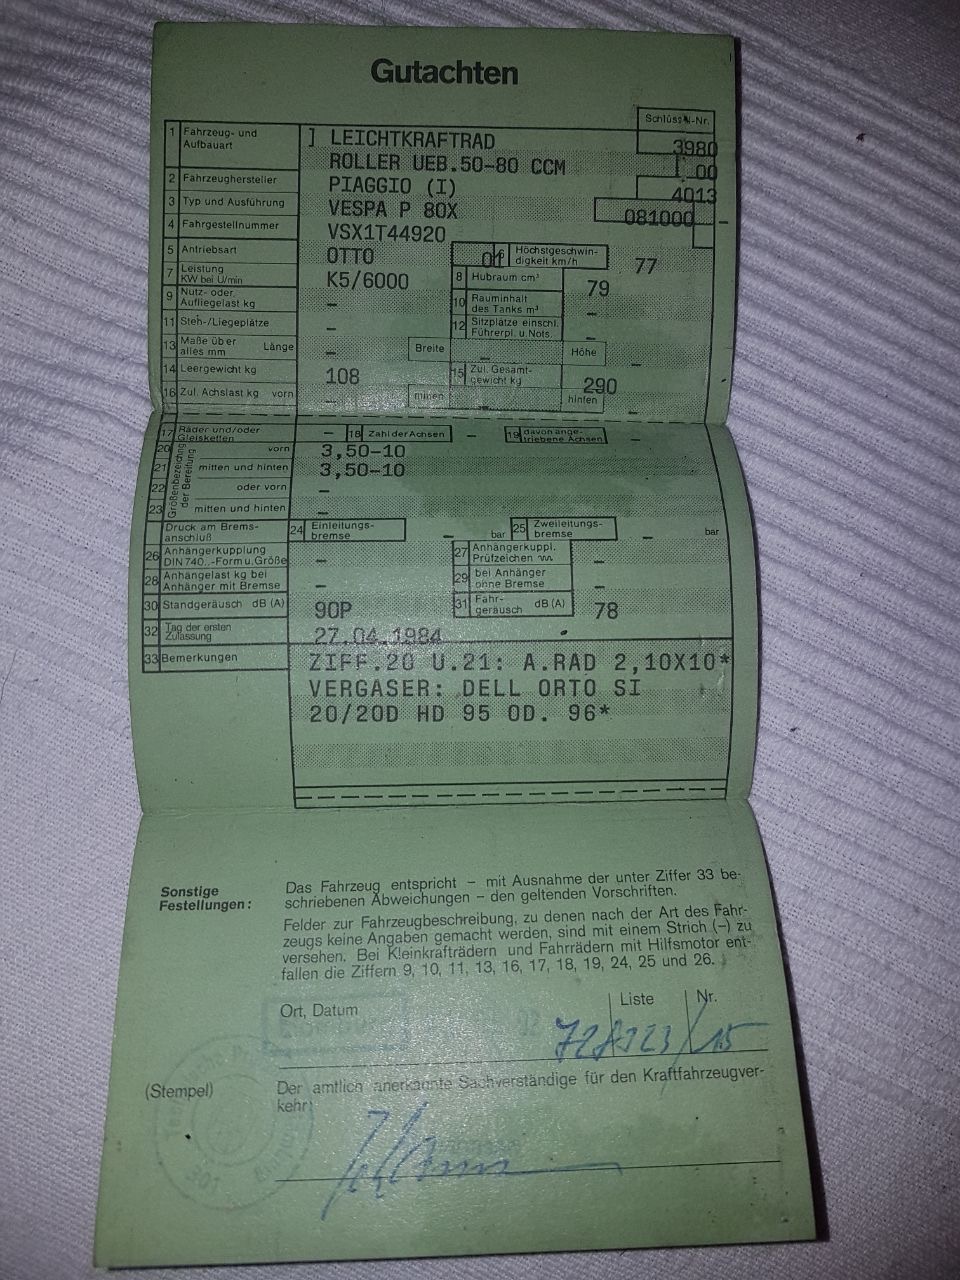 Gutachten
Schlüssel-Nr.
1 Fahrzeug- und Aufbauart ] LEICHTKRAFTRAD 3980
ROLLER UEB.50-80 CCM 00
2 Fahrzeughersteller PIAGGIO (I) 4013
3 Typ und Ausführung VESPA P 80X 081000 -
4 Fahrgestellnummer VSX1T44920
5 Antriebsart OTTO 01 6 Höchstgeschwindigkeit km/h 77
7 Leistung KW bei U/min K5/6000 8 Hubraum cm³ 79
9 Nutz- oder Aufliegelast kg - 10 Rauminhalt des Tanks m³ -
11 Steh-/Liegeplätze - 12 Sitzplätze einschl. Führerpl. u. Nots. -
13 Maße über alles mm Länge - Breite - Höhe -
14 Leergewicht kg 108 15 Zul. Gesamtgewicht kg 290
16 Zul. Achslast kg vorn - mitten - hinten -
17 Räder und/oder Gleisketten - 18 Zahl der Achsen - 19 davon angetriebene Achsen -
Größenbezeichng der Bereifung
20 vorn 3,50-10
21 mitten und hinten 3,50-10
22 oder vorn -
23 mitten und hinten -
Druck am Bremsanschluß 24 Einleitungsbremse - bar 25 Zweileitungsbremse - bar
26 Anhängerkupplung DIN 740..-Form u. Größe - 27 Anhängerkuppl. Prüfzeichen -
28 Anhängelast kg bei Anhänger mit Bremse - 29 bei Anhänger ohne Bremse -
30 Standgeräusch dB (A) 90P 31 Fahrgeräusch dB (A) 78
32 Tag der ersten Zulassung 27.04.1984
33 Bemerkungen ZIFF.20 U.21: A.RAD 2,10X10*
VERGASER: DELL ORTO SI
20/20D HD 95 OD. 96*
Sonstige Festellungen:
Das Fahrzeug entspricht – mit Ausnahme der unter Ziffer 33 be-
schriebenen Abweichungen – den geltenden Vorschriften.
Felder zur Fahrzeugbeschreibung, zu denen nach der Art des Fahr-
zeugs keine Angaben gemacht werden, sind mit einem Strich (–) zu
versehen. Bei Kleinkrafträdern und Fahrrädern mit Hilfsmotor ent-
fallen die Ziffern 9, 10, 11, 13, 16, 17, 18, 19, 24, 25 und 26.
Ort, Datum Liste Nr.
(Stempel) Der amtlich anerkannte Sachverständige für den Kraftfahrzeugver-
kehr:
301